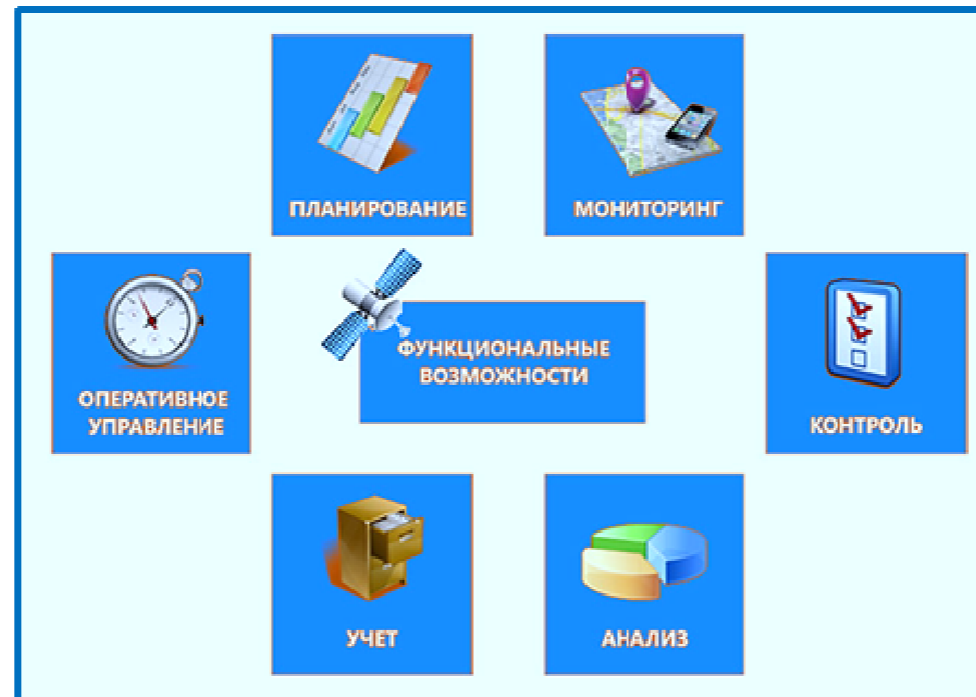 ПЛАНИРОВАНИЕ
МОНИТОРИНГ
ФУНКЦИОНАЛЬНЫЕ
ВОЗМОЖНОСТИ
ОПЕРАТИВНОЕ
УПРАВЛЕНИЕ
КОНТРОЛЬ
УЧЕТ
АНАЛИЗ